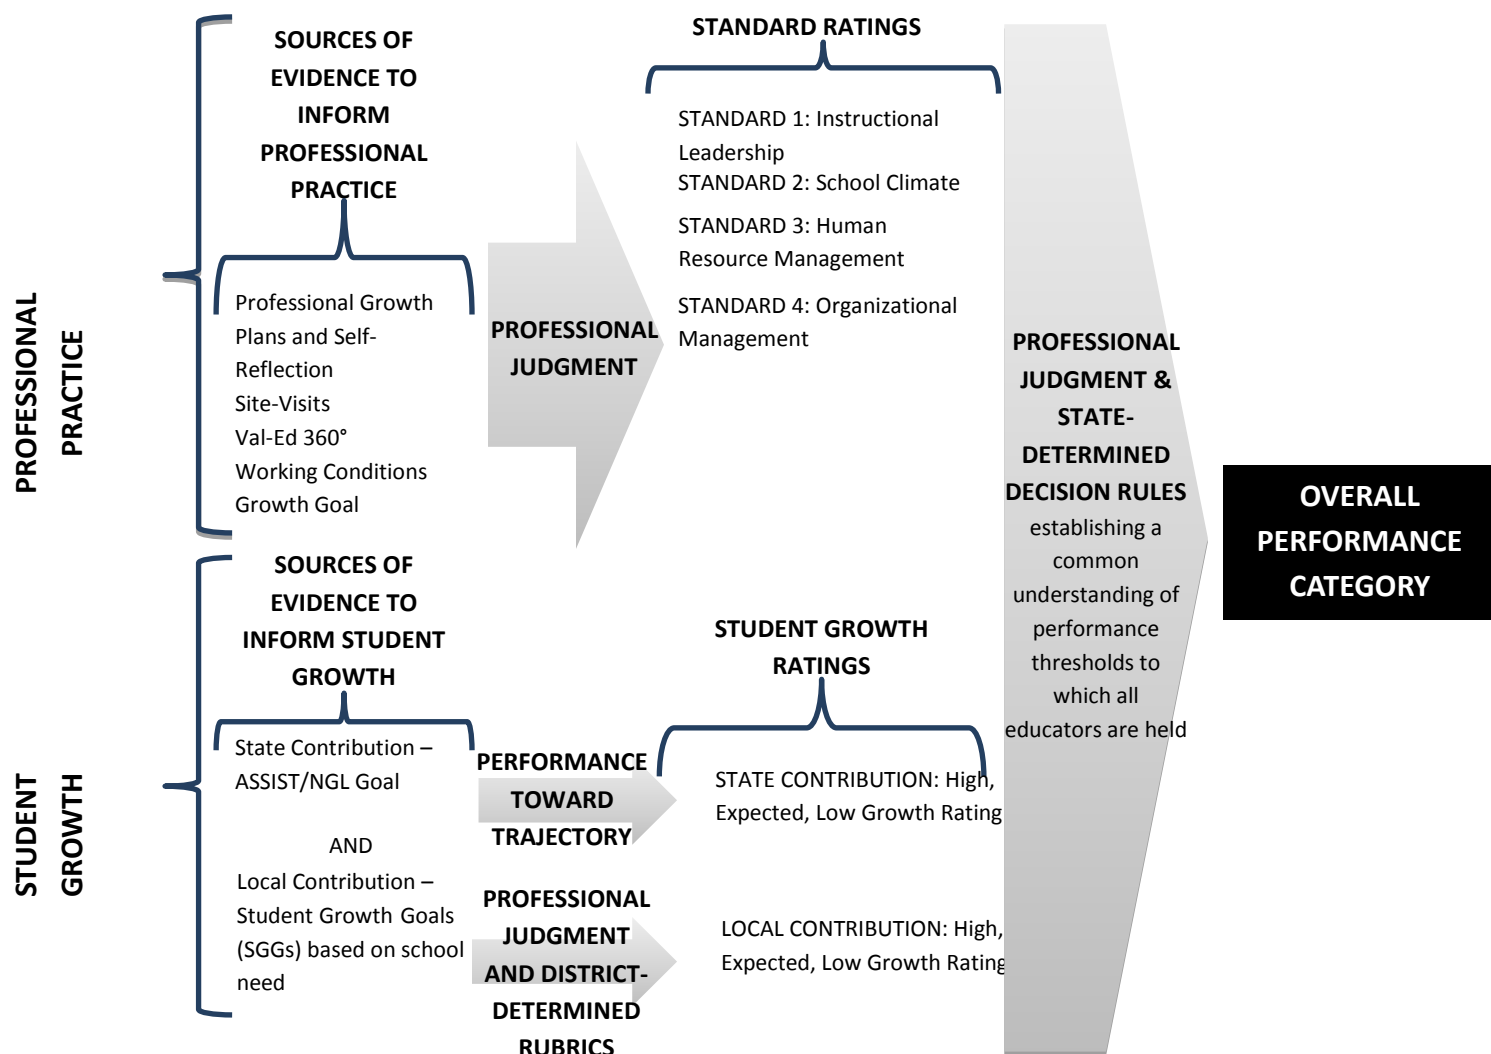 PROFESSIONAL
PRACTICE
SOURCES OF
EVIDENCE TO
INFORM
PROFESSIONAL
PRACTICE
Professional Growth
Plans and Self-
Reflection
Site-Visits
Val-Ed 360°
Working Conditions
Growth Goal
PROFESSIONAL
JUDGMENT
STANDARD RATINGS
STANDARD 1: Instructional
Leadership
STANDARD 2: School Climate
STANDARD 3: Human
Resource Management
STANDARD 4: Organizational
Management
STUDENT
GROWTH
SOURCES OF
EVIDENCE TO
INFORM STUDENT
GROWTH
State Contribution –
ASSIST/NGL Goal
AND
Local Contribution –
Student Growth Goals
(SGGs) based on school
need
PERFORMANCE
TOWARD
TRAJECTORY
PROFESSIONAL
JUDGMENT
AND DISTRICT-
DETERMINED
RUBRICS
STUDENT GROWTH
RATINGS
STATE CONTRIBUTION: High,
Expected, Low Growth Rating
LOCAL CONTRIBUTION: High,
Expected, Low Growth Rating
PROFESSIONAL
JUDGMENT &
STATE-
DETERMINED
DECISION RULES
establishing a
common
understanding of
performance
thresholds to
which all
educators are held
OVERALL
PERFORMANCE
CATEGORY